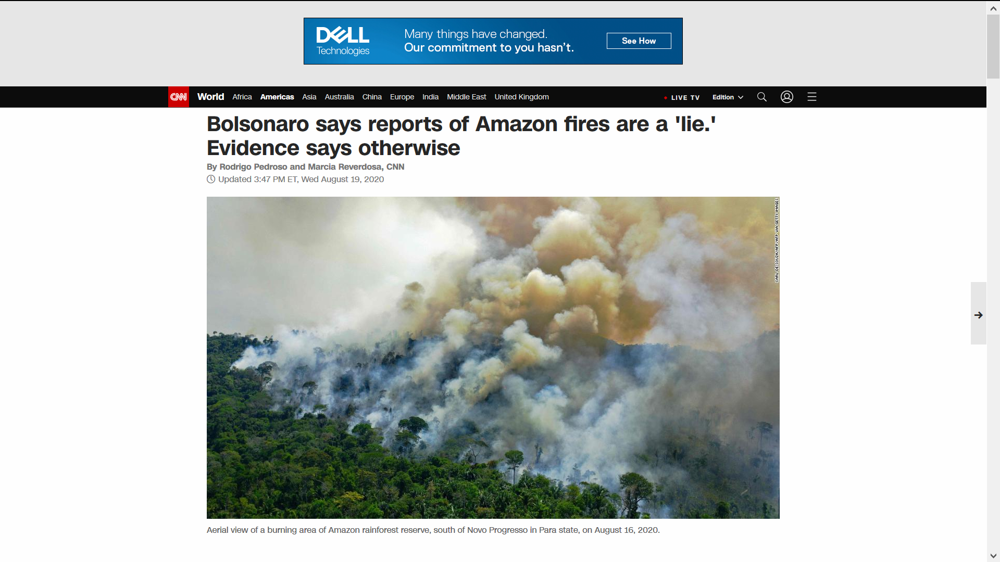 DELL
Technologies
Many things have changed.
Our commitment to you hasn't.
See How
CNN World Africa Americas Asia Australia China Europe India Middle East United Kingdom LIVE TV Edition
Bolsonaro says reports of Amazon fires are a 'lie.'
Evidence says otherwise
By Rodrigo Pedroso and Marcia Reverdosa, CNN
Updated 3:47 PM ET, Wed August 19, 2020
CARL DE SOUZA/AFP/AFP VIA GETTY IMAGES
Aerial view of a burning area of Amazon rainforest reserve, south of Novo Progresso in Para state, on August 16, 2020.